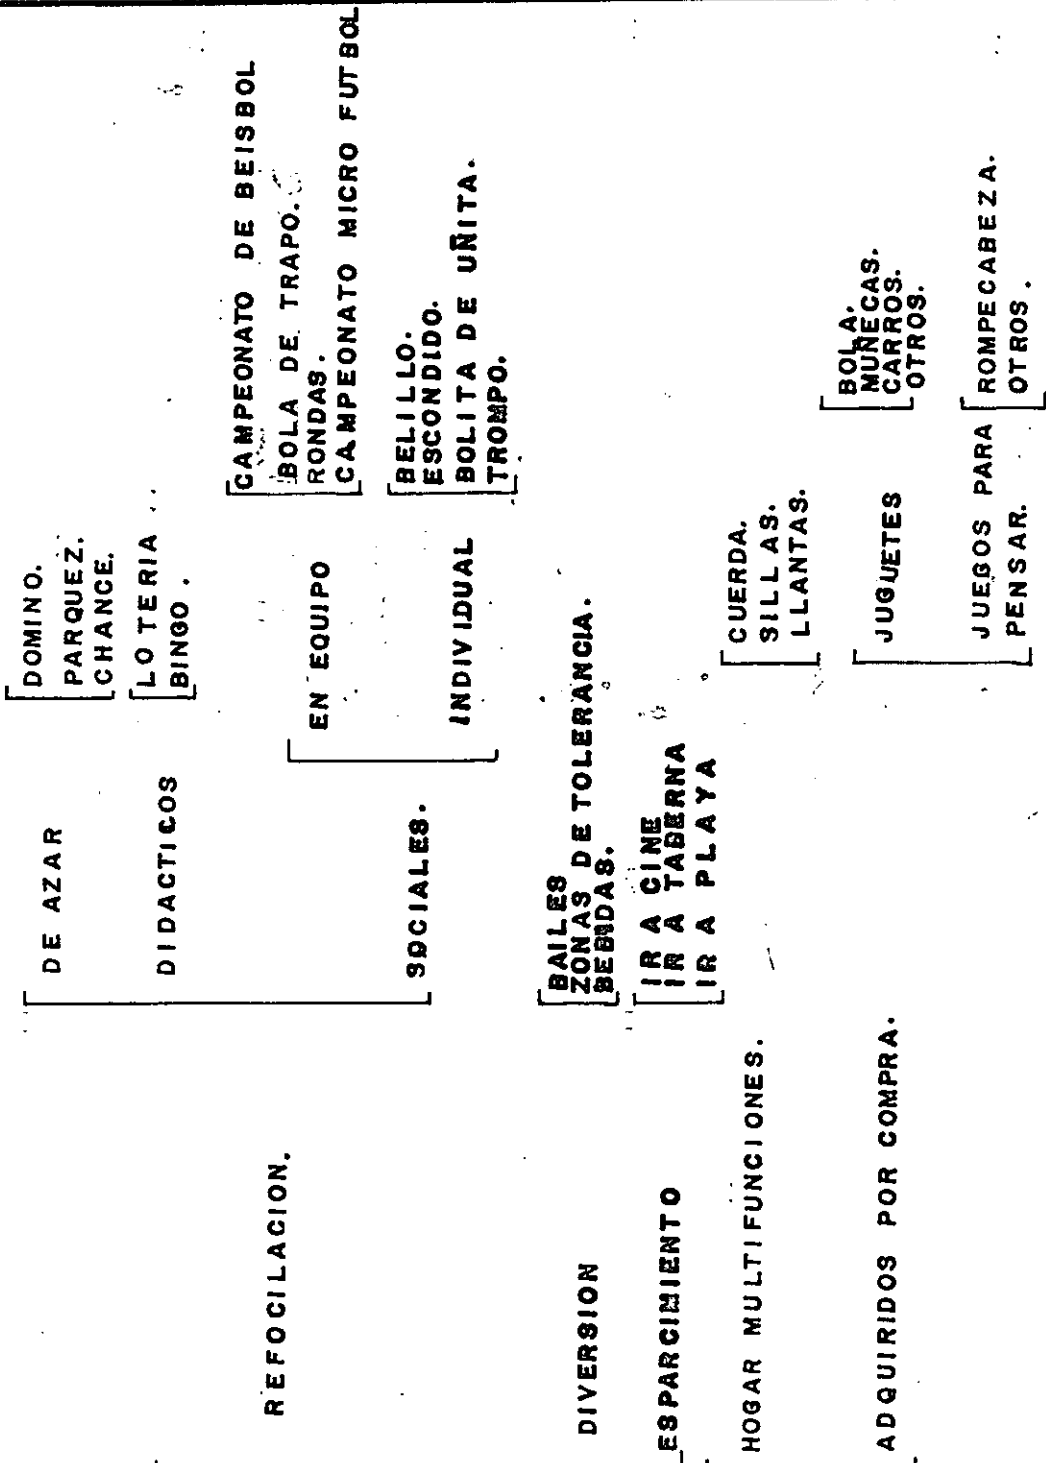 REFOCILACION.
DE AZAR
DOMINO.
PARQUEZ.
CHANCE.
DIDACTICOS
LOTERIA
BINGO.
SOCIALES.
EN EQUIPO
CAMPEONATO DE BEISBOL
BOLA DE TRAPO.
RONDAS.
CAMPEONATO MICRO FUTBOL
INDIVIDUAL
BELILLO.
ESCONDIDO.
BOLITA DE UÑITA.
TROMPO.
DIVERSION
BAILES
ZONAS DE TOLERANCIA.
BEBIDAS.
ESPARCIMIENTO
IR A CINE
IR A TABERNA
IR A PLAYA
HOGAR MULTIFUNCIONES.
CUERDA.
SILLAS.
LLANTAS.
ADQUIRIDOS POR COMPRA.
JUGUETES
BOLA.
MUÑECAS.
CARROS.
OTROS.
JUEGOS PARA
PENSAR.
ROMPECABEZA.
OTROS.